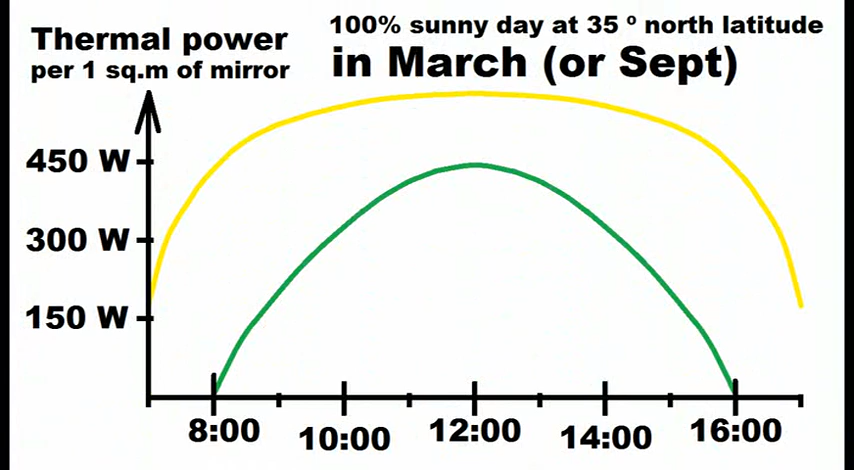 Thermal power
per 1 sq.m of mirror
100% sunny day at 35 º north latitude
in March (or Sept)
450 W
300 W
150 W
8:00
10:00
12:00
14:00
16:00